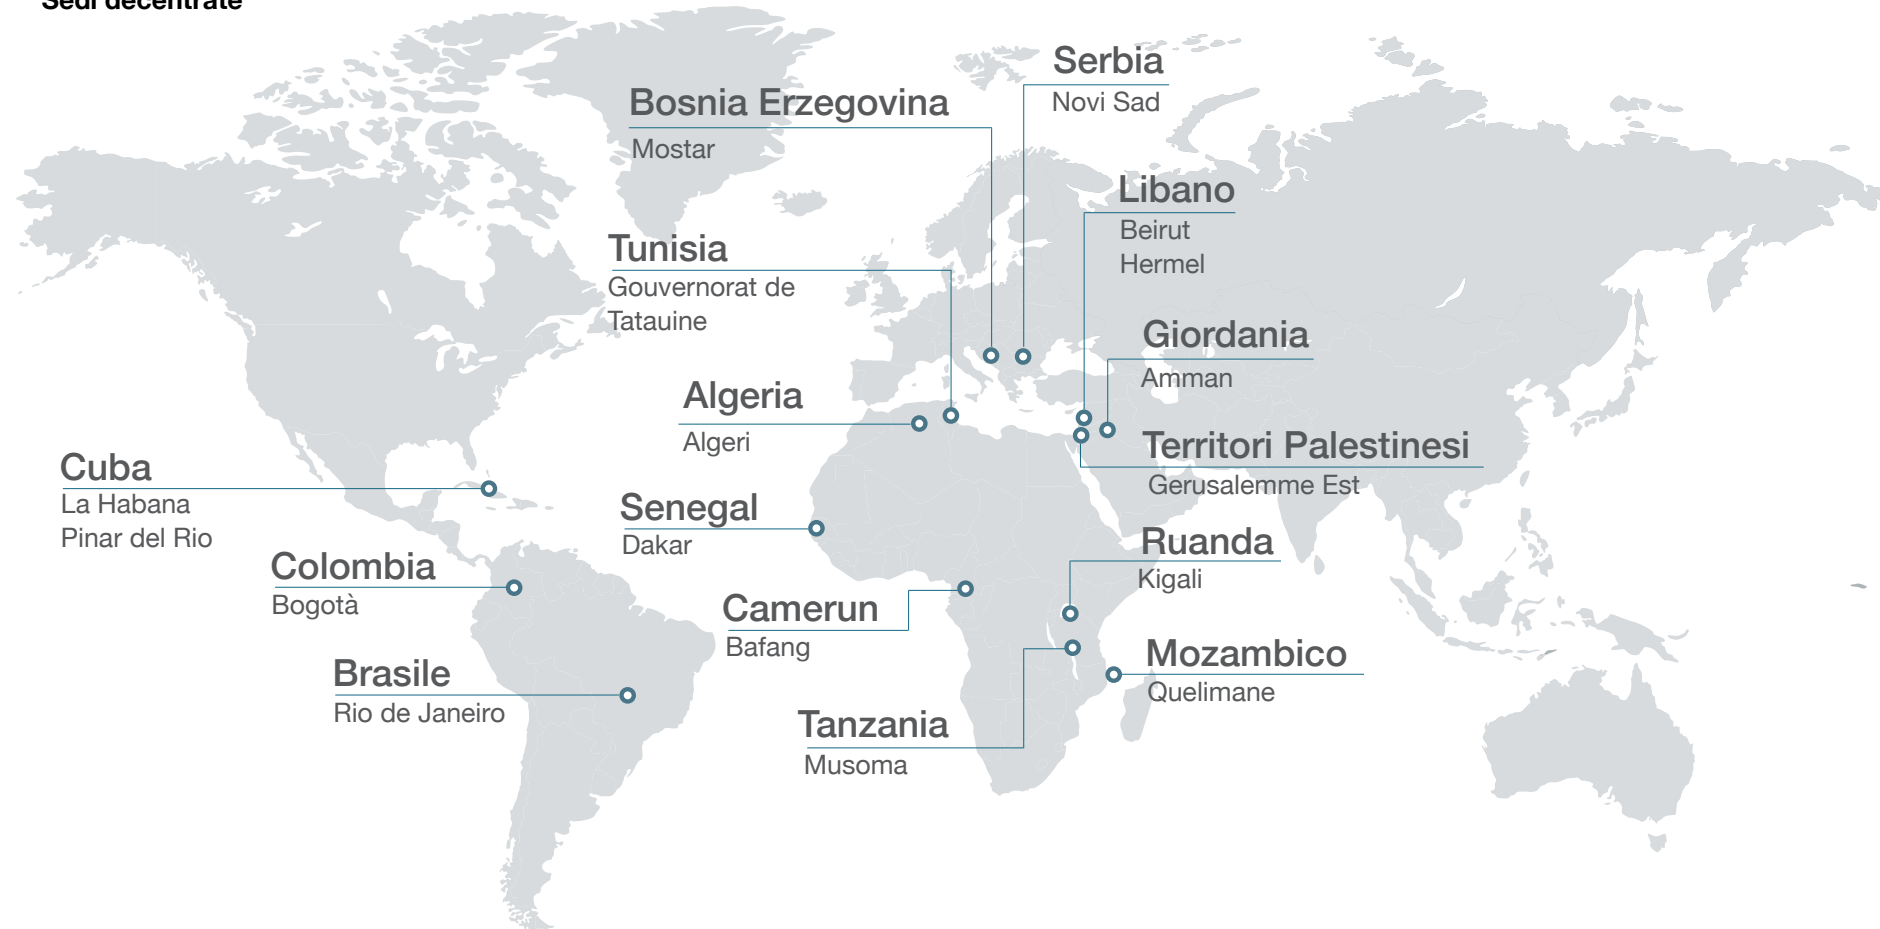 Sedi decentrate
Serbia
Novi Sad
Bosnia Erzegovina
Mostar
Libano
Beirut
Hermel
Tunisia
Gouvernorat de
Tatauine
Giordania
Amman
Algeria
Algeri
Territori Palestinesi
Gerusalemme Est
Cuba
La Habana
Pinar del Rio
Senegal
Dakar
Ruanda
Kigali
Colombia
Bogotà
Camerun
Bafang
Mozambico
Quelimane
Brasile
Rio de Janeiro
Tanzania
Musoma